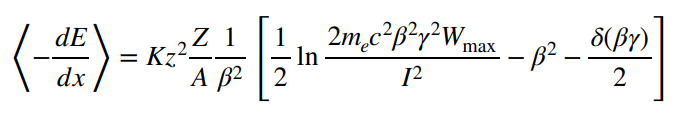 ⟨−dE/dx⟩ = Kz² Z/A 1/β² [1/2 ln 2mₑc²β²γ²W_max/I² − β² − δ(βγ)/2]